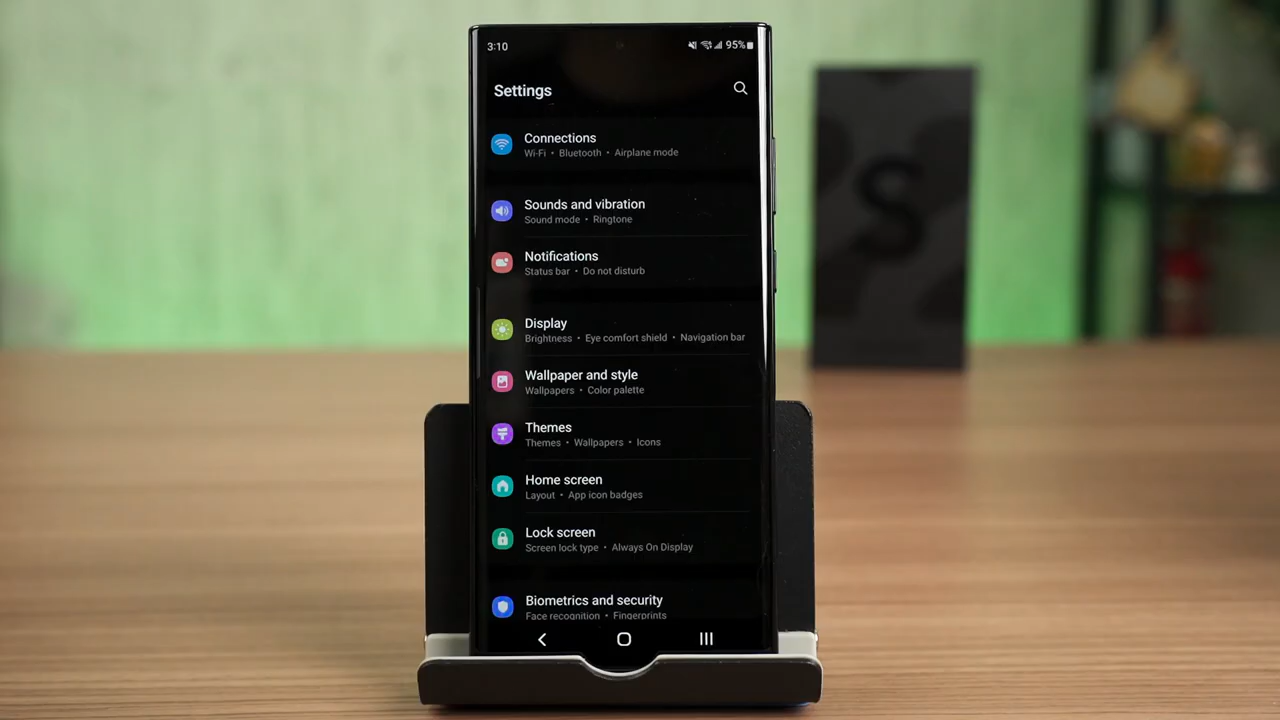 3:10 95%
Settings
Connections
Wi-Fi • Bluetooth • Airplane mode
Sounds and vibration
Sound mode • Ringtone
Notifications
Status bar • Do not disturb
Display
Brightness • Eye comfort shield • Navigation bar
Wallpaper and style
Wallpapers • Color palette
Themes
Themes • Wallpapers • Icons
Home screen
Layout • App icon badges
Lock screen
Screen lock type • Always On Display
Biometrics and security
Face recognition • Fingerprints
S